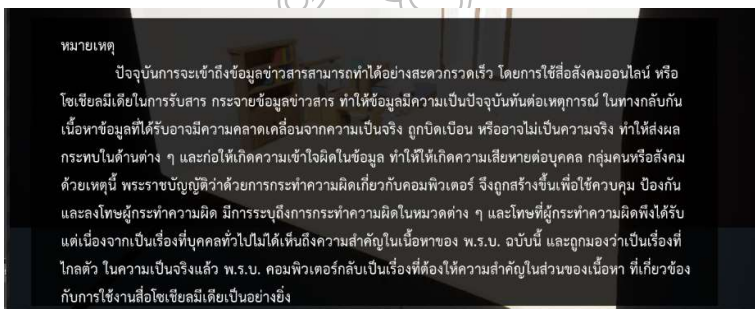 หมายเหตุ
ปัจจุบันการจะเข้าถึงข้อมูลข่าวสารสามารถทำได้อย่างสะดวกรวดเร็ว โดยการใช้สื่อสังคมออนไลน์ หรือ
โซเชียลมีเดียในการรับสาร กระจายข้อมูลข่าวสาร ทำให้ข้อมูลมีความเป็นปัจจุบันทันต่อเหตุการณ์ ในทางกลับกัน
เนื้อหาข้อมูลที่ได้รับอาจมีความคลาดเคลื่อนจากความเป็นจริง ถูกบิดเบือน หรืออาจไม่เป็นความจริง ทำให้ส่งผล
กระทบในด้านต่าง ๆ และก่อให้เกิดความเข้าใจผิดในข้อมูล ทำให้ให้เกิดความเสียหายต่อบุคคล กลุ่มคนหรือสังคม
ด้วยเหตุนี้ พระราชบัญญัติว่าด้วยการกระทำความผิดเกี่ยวกับคอมพิวเตอร์ จึงถูกสร้างขึ้นเพื่อใช้ควบคุม ป้องกัน
และลงโทษผู้กระทำความผิด มีการระบุถึงการกระทำความผิดในหมวดต่าง ๆ และโทษที่ผู้กระทำความผิดพึงได้รับ
แต่เนื่องจากเป็นเรื่องที่บุคคลทั่วไปไม่ได้เห็นถึงความสำคัญในเนื้อหาของ พ.ร.บ. ฉบับนี้ และถูกมองว่าเป็นเรื่องที่
ไกลตัว ในความเป็นจริงแล้ว พ.ร.บ. คอมพิวเตอร์กลับเป็นเรื่องที่ต้องให้ความสำคัญในส่วนของเนื้อหา ที่เกี่ยวข้อง
กับการใช้งานสื่อโซเชียลมีเดียเป็นอย่างยิ่ง